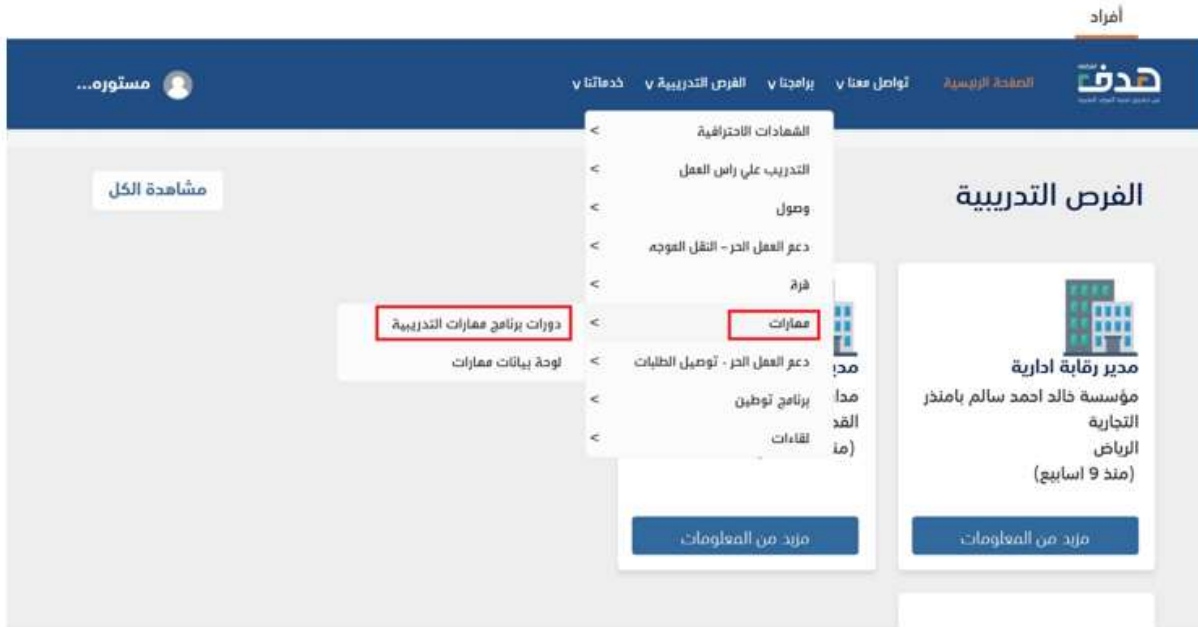 أفراد
هدف
الصفحة الرئيسية
تواصل معنا v
برامجنا v
الفرص التدريبية v
خدماتنا v
مستوره...
الشهادات الاحترافية >
التدريب علي راس العمل >
وصول >
دعم العمل الحر – النقل الموجه >
قرة >
مهارات >
دعم العمل الحر - توصيل الطلبات >
برنامج توطين >
لقاءات >
دورات برنامج مهارات التدريبية
لوحة بيانات مهارات
الفرص التدريبية
مشاهدة الكل
مدير رقابة ادارية
مؤسسة خالد احمد سالم بامنذر
التجارية
الرياض
(منذ 9 اسابيع)
مزيد من المعلومات
مزيد من المعلومات